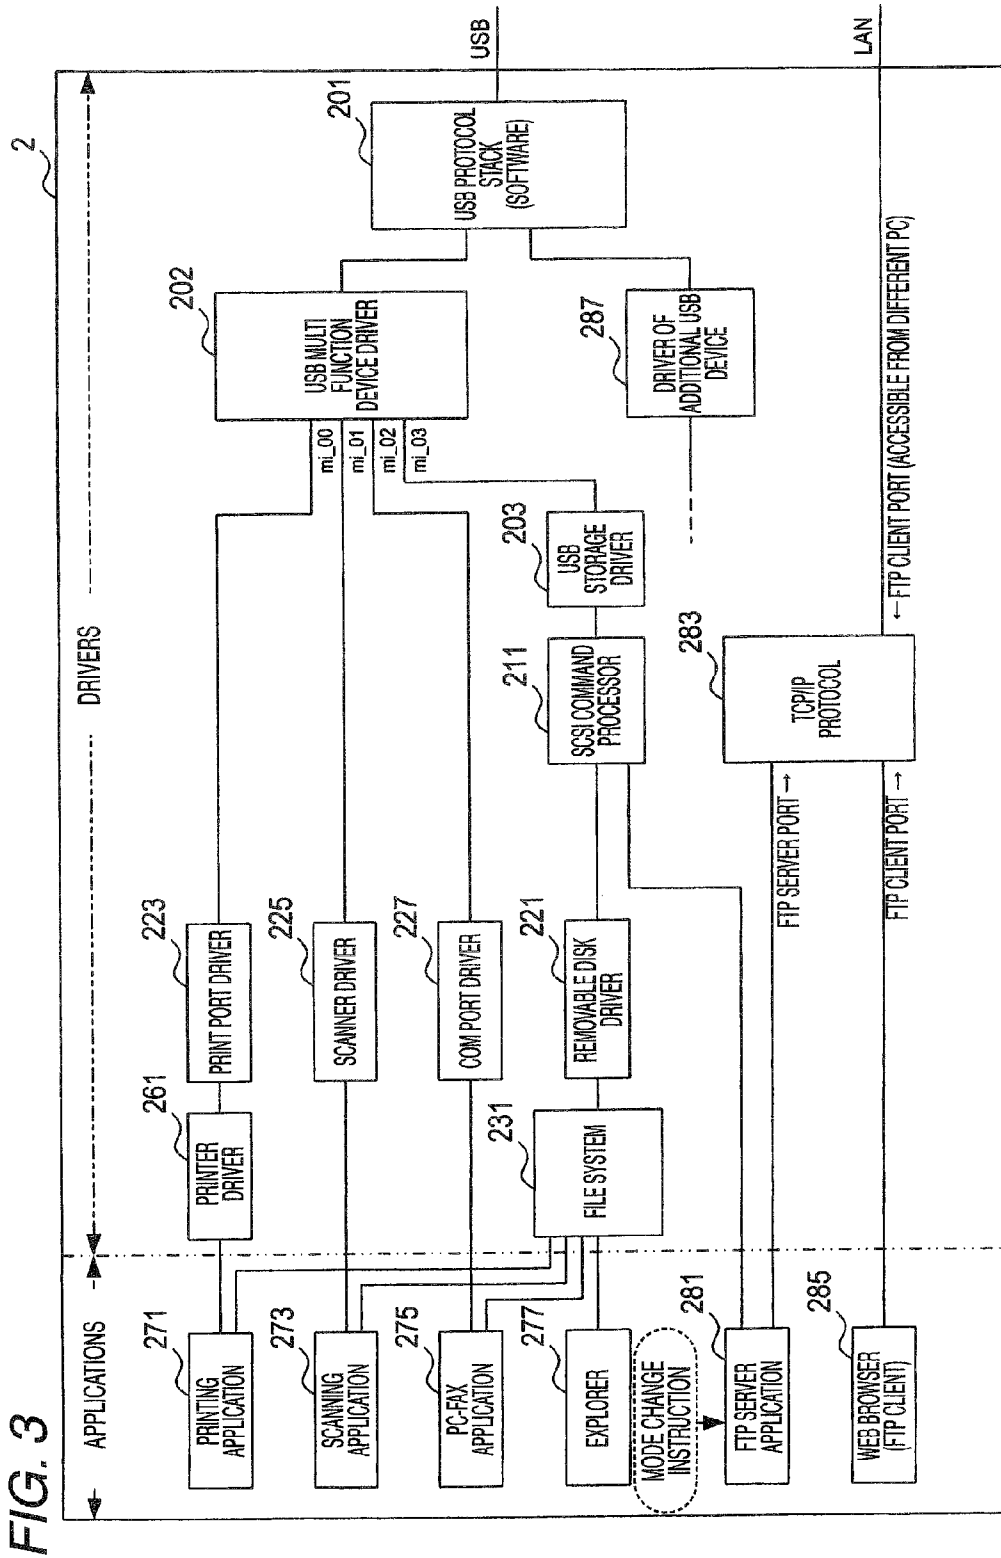 FIG. 3
2
APPLICATIONS
DRIVERS
271
PRINTING
APPLICATION
261
PRINTER
DRIVER
223
PRINT PORT DRIVER
202
USB MULTI
FUNCTION
DEVICE DRIVER
mi_00
mi_01
mi_02
mi_03
201
USB PROTOCOL
STACK
(SOFTWARE)
USB
273
SCANNING
APPLICATION
225
SCANNER DRIVER
275
PC-FAX
APPLICATION
227
COM PORT DRIVER
277
EXPLORER
231
FILE SYSTEM
221
REMOVABLE DISK
DRIVER
211
SCSI COMMAND
PROCESSOR
203
USB
STORAGE
DRIVER
287
DRIVER OF
ADDITIONAL USB
DEVICE
MODE CHANGE
INSTRUCTION
281
FTP SERVER
APPLICATION
FTP SERVER PORT →
283
TCP/IP
PROTOCOL
285
WEB BROWSER
(FTP CLIENT)
FTP CLIENT PORT →
← FTP CLIENT PORT (ACCESSIBLE FROM DIFFERENT PC)
LAN